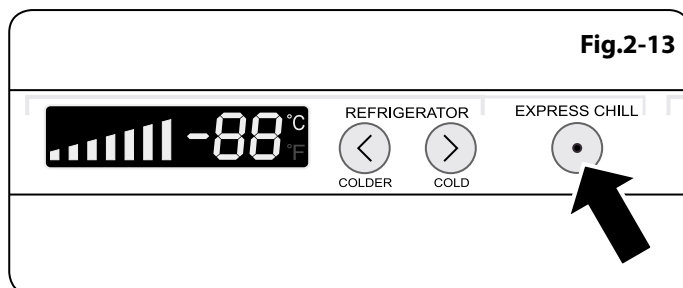 Fig.2-13
-88 °C
°F
REFRIGERATOR
EXPRESS CHILL
COLDER
COLD